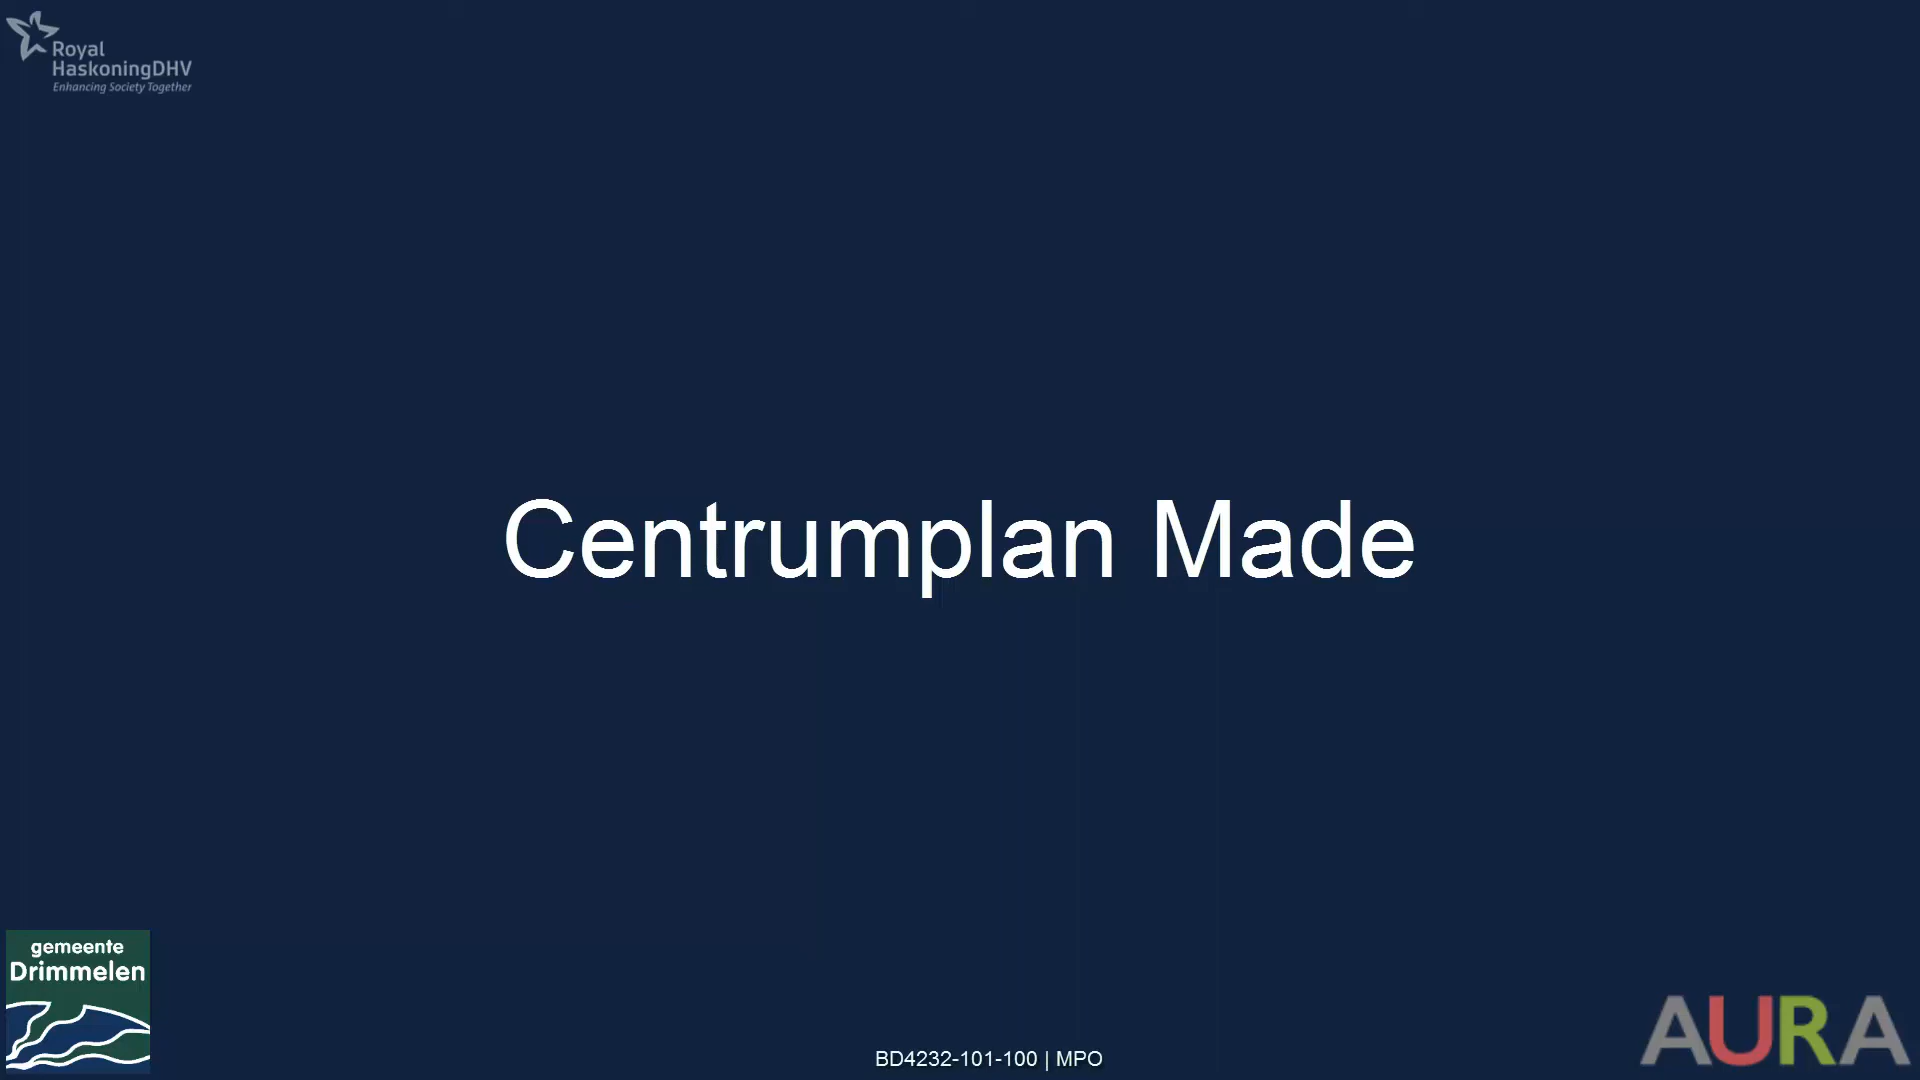 Royal
HaskoningDHV
Enhancing Society Together
Centrumplan Made
gemeente
Drimmelen
BD4232-101-100 | MPO
AURA